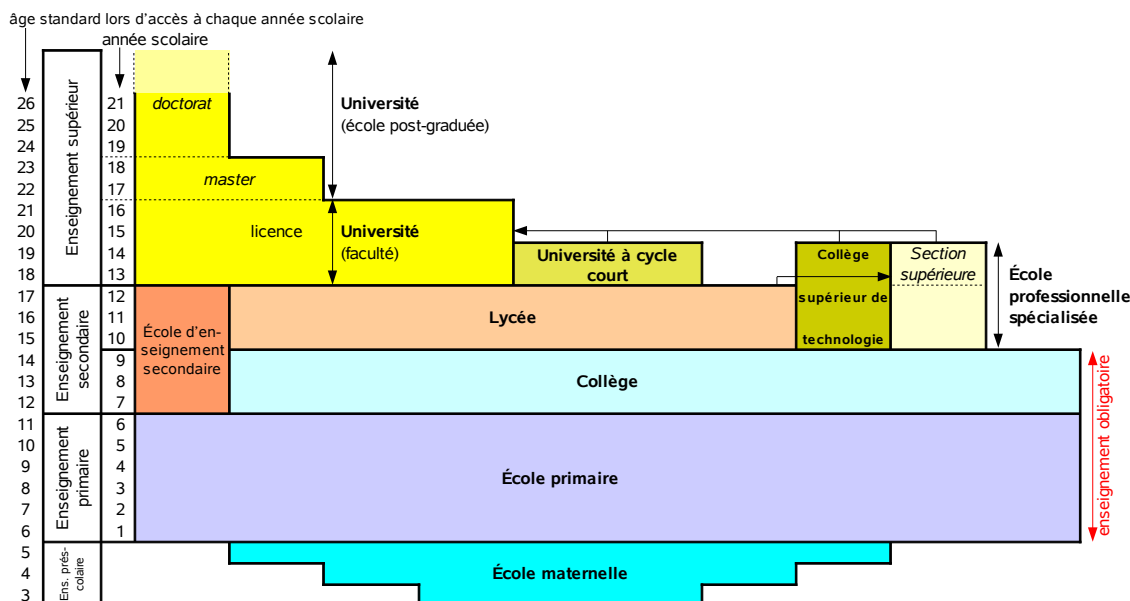 âge standard lors d'accès à chaque année scolaire
année scolaire
26
25
24
23
22
21
20
19
18
17
16
15
14
13
12
11
10
9
8
7
6
5
4
3
Enseignement supérieur
Enseignement
secondaire
Enseignement
primaire
Ens. prés-
colaire
21
20
19
18
17
16
15
14
13
12
11
10
9
8
7
6
5
4
3
2
1
doctorat
master
licence
Université
(école post-graduée)
Université
(faculté)
Université à cycle
court
Collège
supérieur de
technologie
Section
supérieure
École
professionnelle
spécialisée
École d'en-
seignement
secondaire
Lycée
Collège
École primaire
École maternelle
enseignement obligatoire